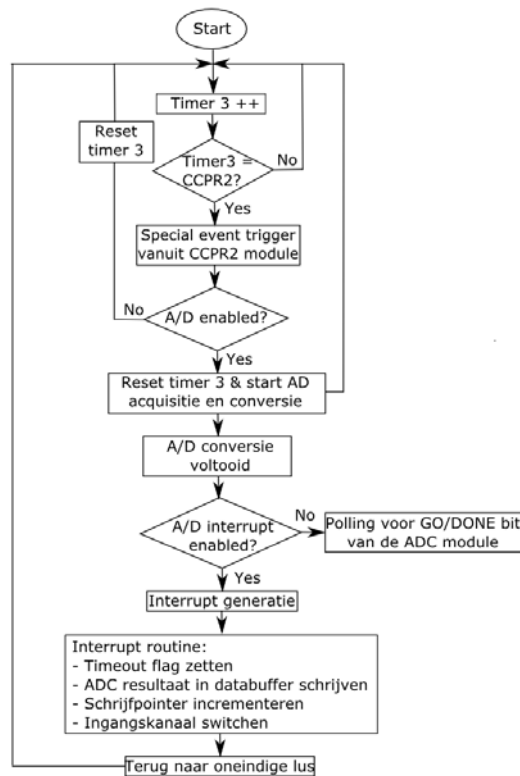 Start
Timer 3 ++
Reset
timer 3
Timer3 =
CCPR2?
No
Yes
Special event trigger
vanuit CCPR2 module
No
A/D enabled?
Yes
Reset timer 3 & start AD
acquisitie en conversie
A/D conversie
voltooid
A/D interrupt
enabled?
No
Polling voor GO/DONE bit
van de ADC module
Yes
Interrupt generatie
Interrupt routine:
- Timeout flag zetten
- ADC resultaat in databuffer schrijven
- Schrijfpointer incrementeren
- Ingangskanaal switchen
Terug naar oneindige lus